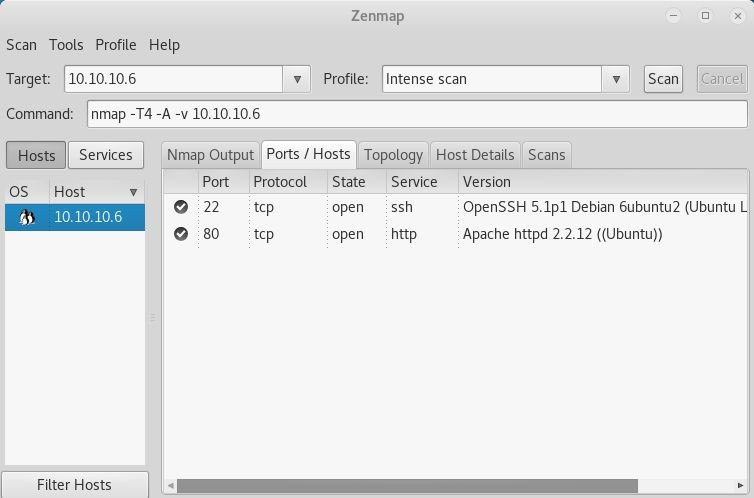 Zenmap
Scan Tools Profile Help
Target: 10.10.10.6 Profile: Intense scan Scan Cancel
Command: nmap -T4 -A -v 10.10.10.6
Hosts Services Nmap Output Ports / Hosts Topology Host Details Scans
OS Host Port Protocol State Service Version
10.10.10.6 22 tcp open ssh OpenSSH 5.1p1 Debian 6ubuntu2 (Ubuntu L
80 tcp open http Apache httpd 2.2.12 ((Ubuntu))
Filter Hosts